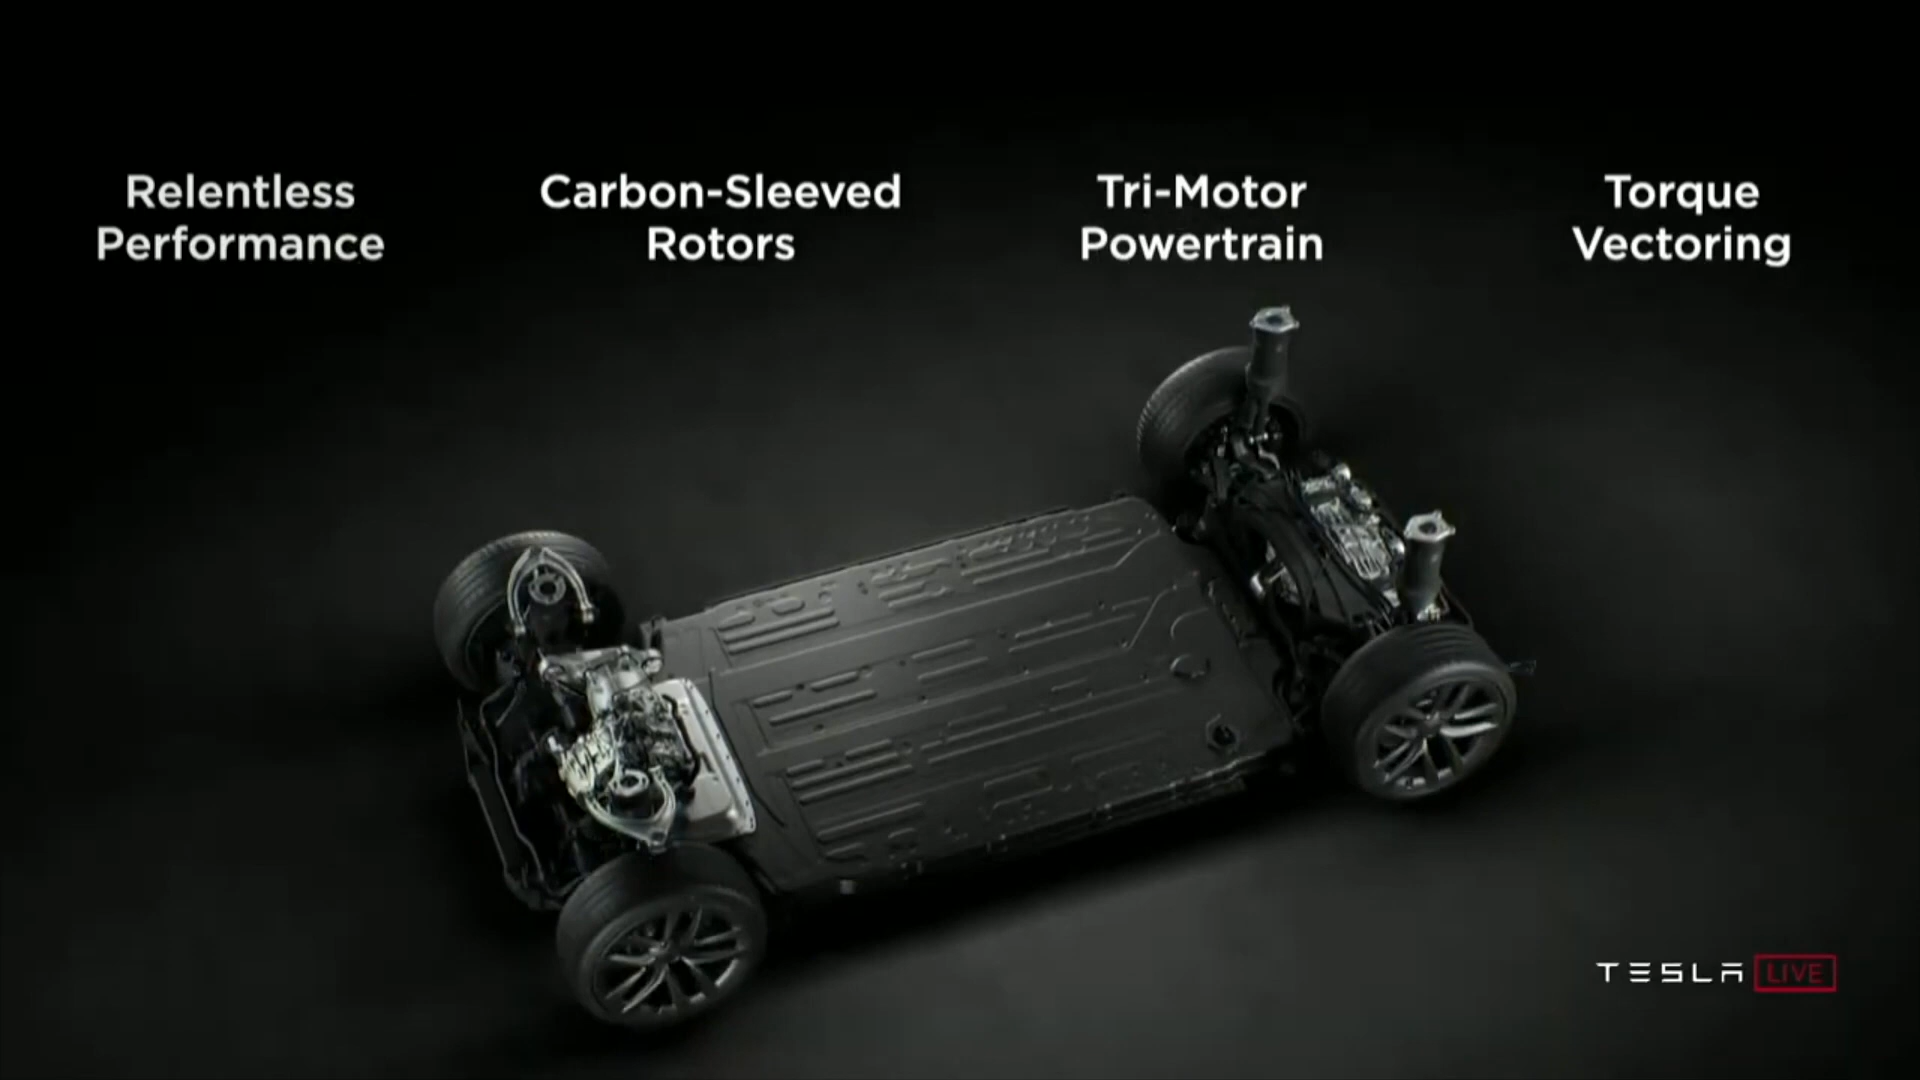 Relentless
Performance
Carbon-Sleeved
Rotors
Tri-Motor
Powertrain
Torque
Vectoring
TESLA LIVE